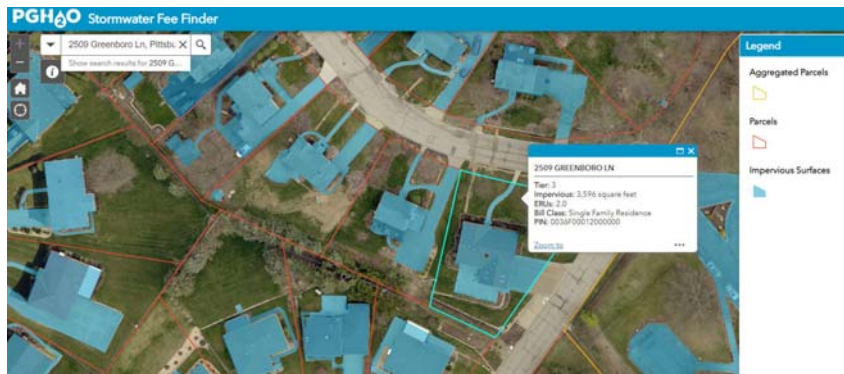 PGH2O Stormwater Fee Finder
2509 Greenboro Ln, Pittsbu
Show search results for 2509 G...
Legend
Aggregated Parcels
Parcels
Impervious Surfaces
2509 GREENBORO LN
Tier: 3
Impervious: 3,596 square feet
ERUs: 2.0
Bill Class: Single Family Residence
PIN: 0036F00012000000
Zoom to